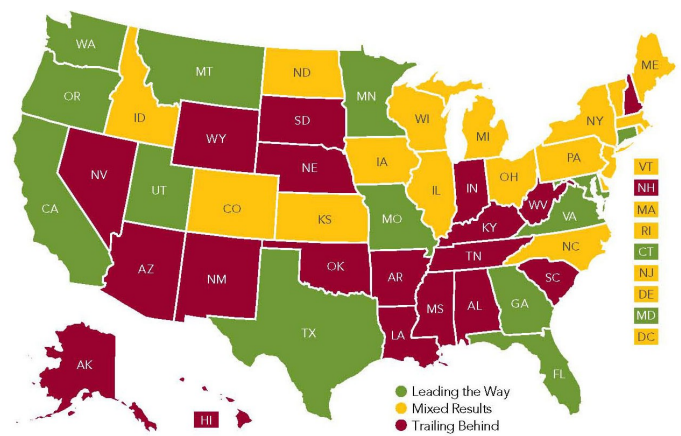 WA
MT
ND
MN
ME
OR
ID
SD
WI
MI
NY
WY
IA
PA
NE
NV
UT
IL
IN
OH
VT
NH
CO
KS
MO
WV
VA
MA
CA
KY
RI
NC
CT
AZ
NM
OK
AR
TN
SC
NJ
DE
MS
AL
GA
MD
TX
LA
DC
AK
FL
HI
Leading the Way
Mixed Results
Trailing Behind